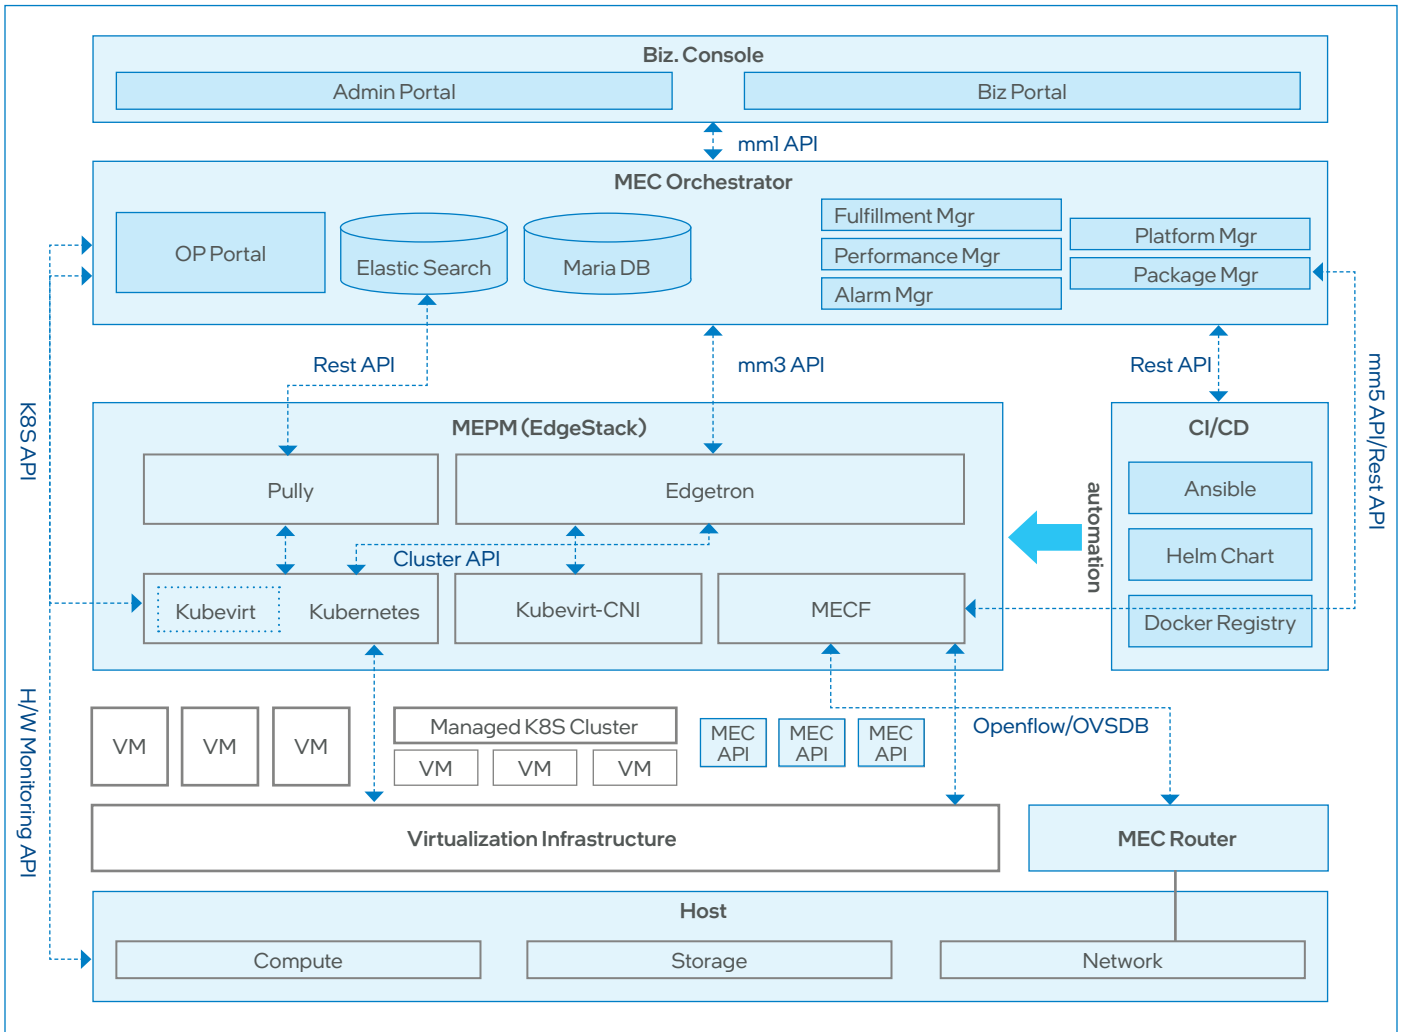 Biz. Console
Admin Portal
Biz Portal
mm1 API
MEC Orchestrator
OP Portal
Elastic Search
Maria DB
Fulfillment Mgr
Performance Mgr
Alarm Mgr
Platform Mgr
Package Mgr
Rest API
mm3 API
Rest API
K8S API
mm5 API/Rest API
MEPM (EdgeStack)
Pully
Edgetron
Cluster API
Kubevirt
Kubernetes
Kubevirt-CNI
MECF
automation
CI/CD
Ansible
Helm Chart
Docker Registry
H/W Monitoring API
VM
VM
VM
Managed K8S Cluster
VM
VM
VM
MEC
API
MEC
API
MEC
API
Openflow/OVSDB
Virtualization Infrastructure
MEC Router
Host
Compute
Storage
Network